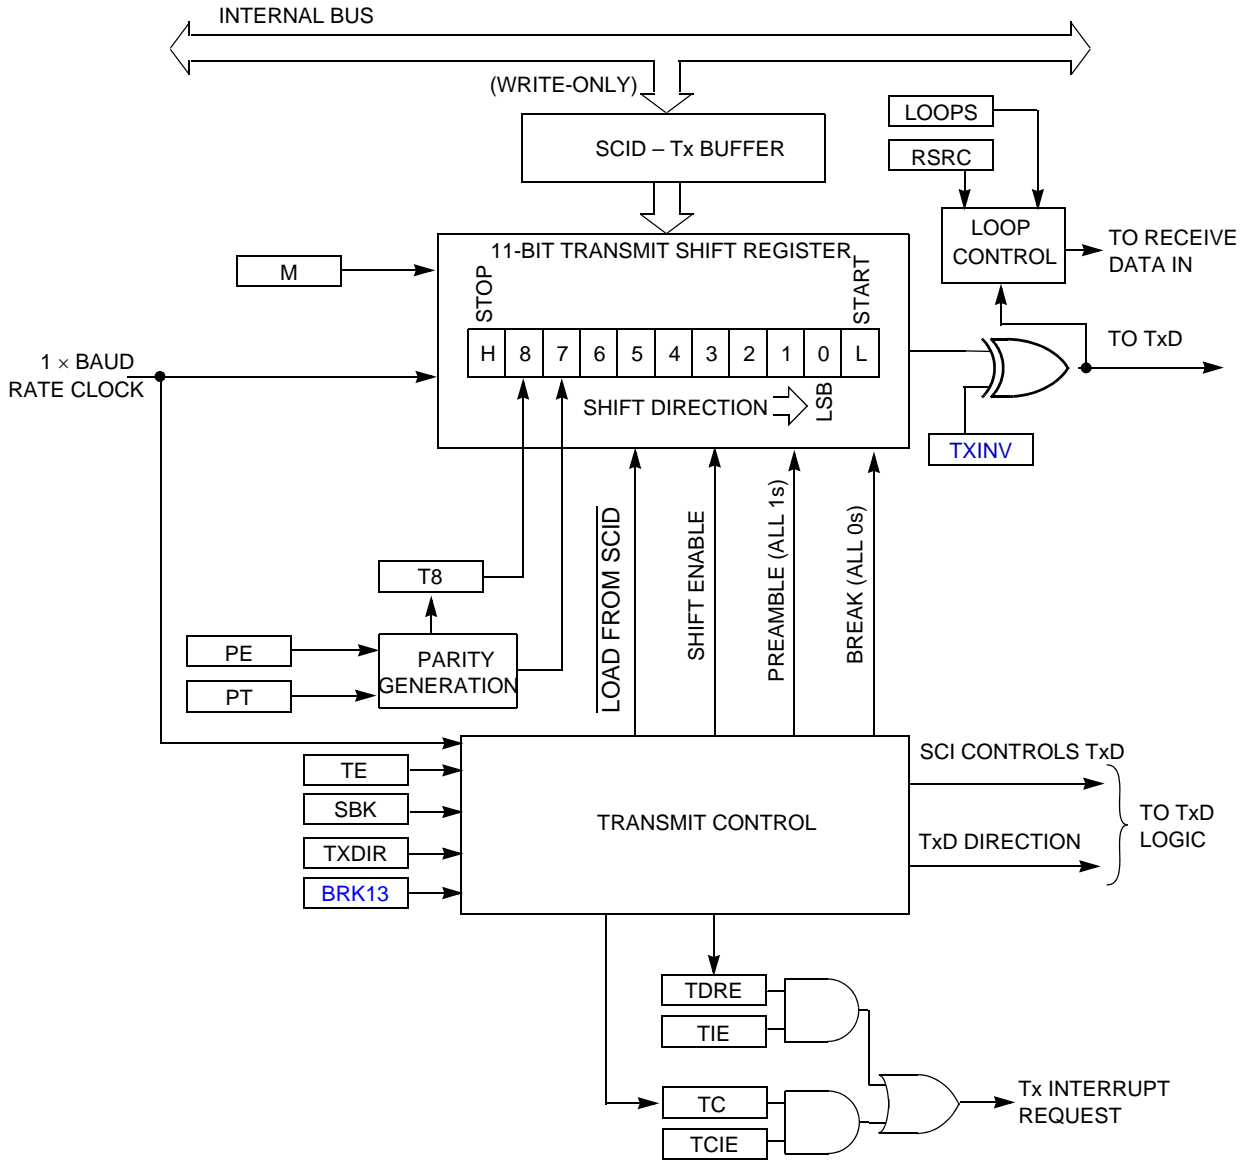 INTERNAL BUS
(WRITE-ONLY)
SCID – Tx BUFFER
LOOPS
RSRC
LOOP
CONTROL
TO RECEIVE
DATA IN
11-BIT TRANSMIT SHIFT REGISTER
M
STOP
START
H 8 7 6 5 4 3 2 1 0 L
1 × BAUD
RATE CLOCK
SHIFT DIRECTION
LSB
TO TxD
TXINV
LOAD FROM SCID
SHIFT ENABLE
PREAMBLE (ALL 1s)
BREAK (ALL 0s)
T8
PE
PT
PARITY
GENERATION
TE
SBK
TXDIR
BRK13
TRANSMIT CONTROL
SCI CONTROLS TxD
TxD DIRECTION
TO TxD
LOGIC
TDRE
TIE
TC
TCIE
Tx INTERRUPT
REQUEST